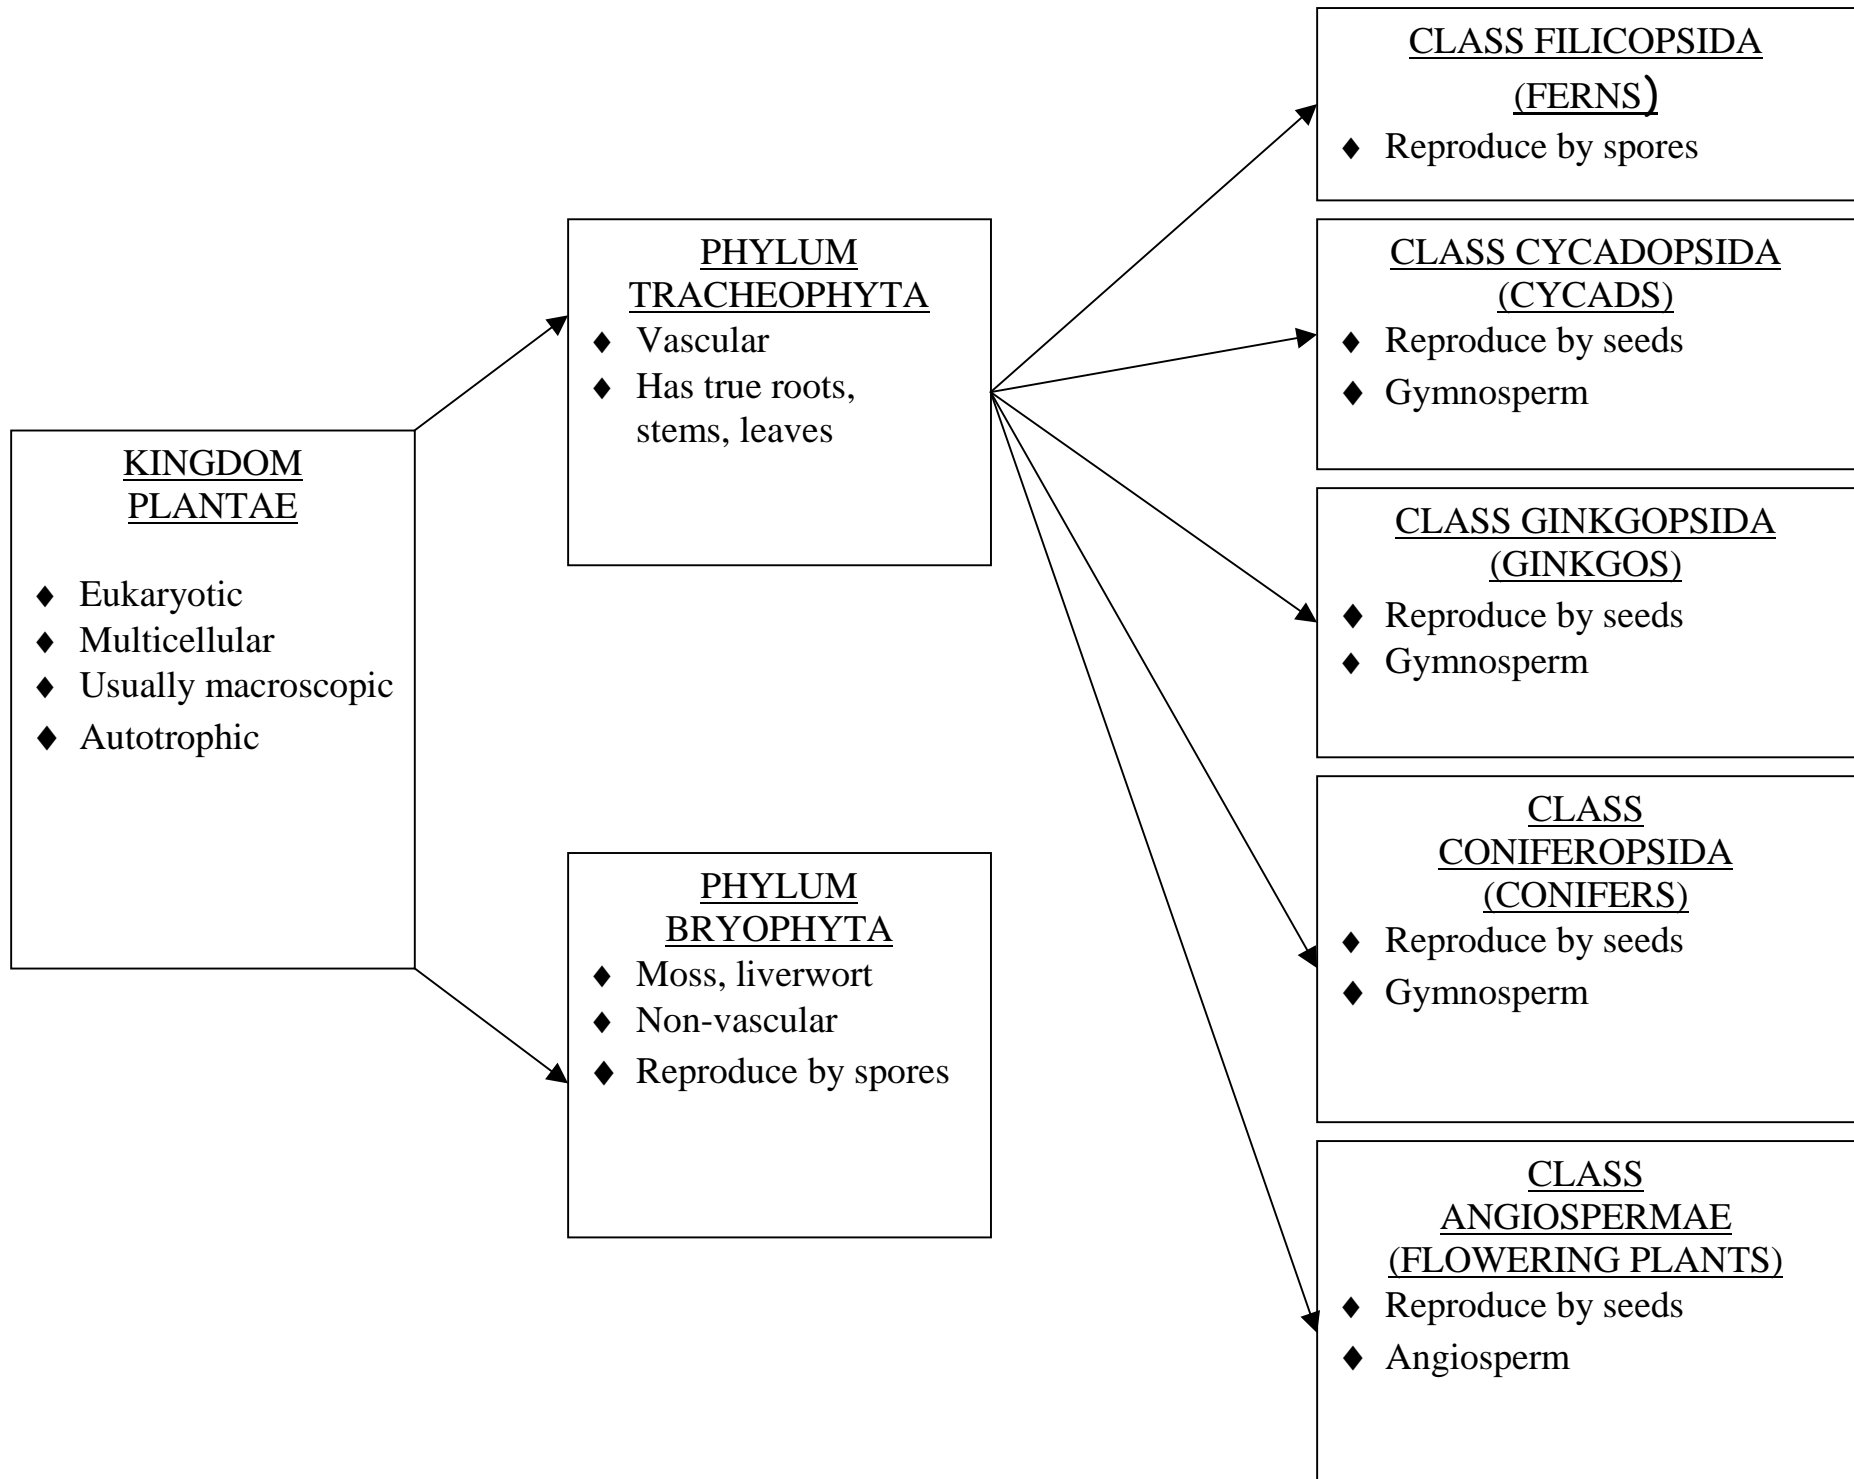 KINGDOM
PLANTAE
♦ Eukaryotic
♦ Multicellular
♦ Usually macroscopic
♦ Autotrophic
PHYLUM
TRACHEOPHYTA
♦ Vascular
♦ Has true roots,
stems, leaves
PHYLUM
BRYOPHYTA
♦ Moss, liverwort
♦ Non-vascular
♦ Reproduce by spores
CLASS FILICOPSIDA
(FERNS)
♦ Reproduce by spores
CLASS CYCADOPSIDA
(CYCADS)
♦ Reproduce by seeds
♦ Gymnosperm
CLASS GINKGOPSIDA
(GINKGOS)
♦ Reproduce by seeds
♦ Gymnosperm
CLASS
CONIFEROPSIDA
(CONIFERS)
♦ Reproduce by seeds
♦ Gymnosperm
CLASS
ANGIOSPERMAE
(FLOWERING PLANTS)
♦ Reproduce by seeds
♦ Angiosperm